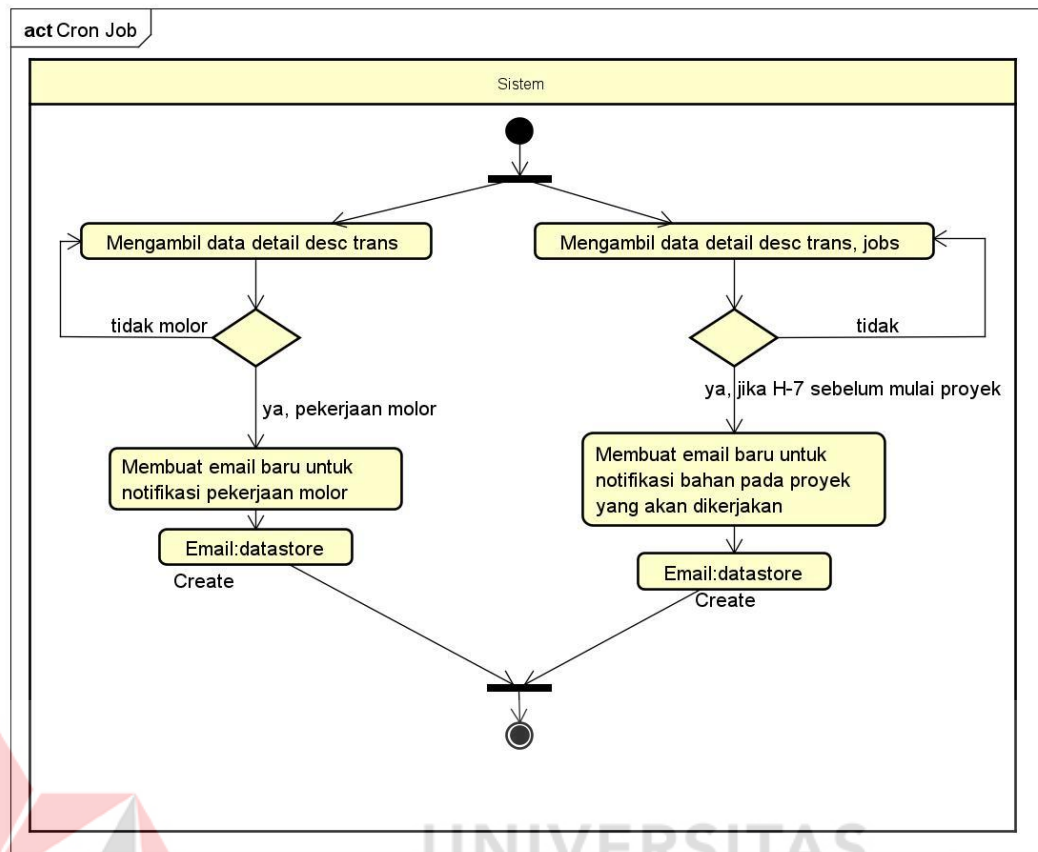 act Cron Job
Sistem
Mengambil data detail desc trans
Mengambil data detail desc trans, jobs
tidak molor
tidak
ya, pekerjaan molor
ya, jika H-7 sebelum mulai proyek
Membuat email baru untuk
notifikasi pekerjaan molor
Membuat email baru untuk
notifikasi bahan pada proyek
yang akan dikerjakan
Email:datastore
Create
Email:datastore
Create
UNIVERSITAS